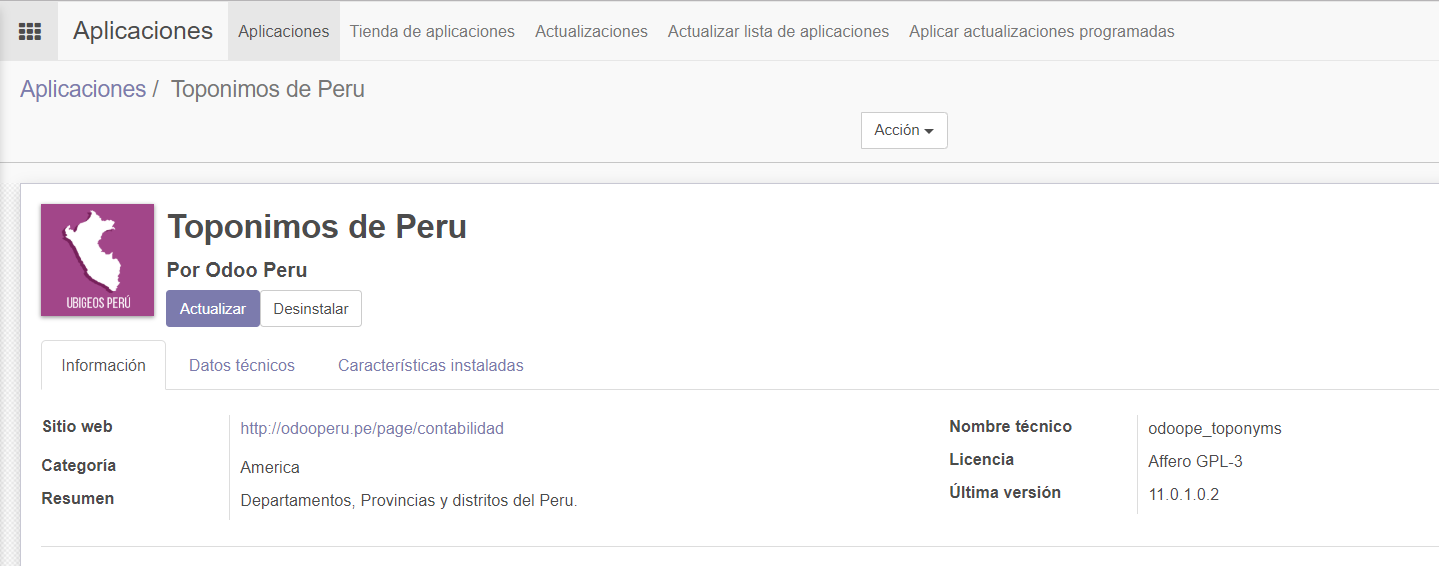 Aplicaciones Aplicaciones Tienda de aplicaciones Actualizaciones Actualizar lista de aplicaciones Aplicar actualizaciones programadas
Aplicaciones / Toponimos de Peru
Acción
UBIGEOS PERÚ
Toponimos de Peru
Por Odoo Peru
Actualizar Desinstalar
Información Datos técnicos Características instaladas
Sitio web http://odooperu.pe/page/contabilidad
Categoría America
Resumen Departamentos, Provincias y distritos del Peru.
Nombre técnico odoope_toponyms
Licencia Affero GPL-3
Última versión 11.0.1.0.2